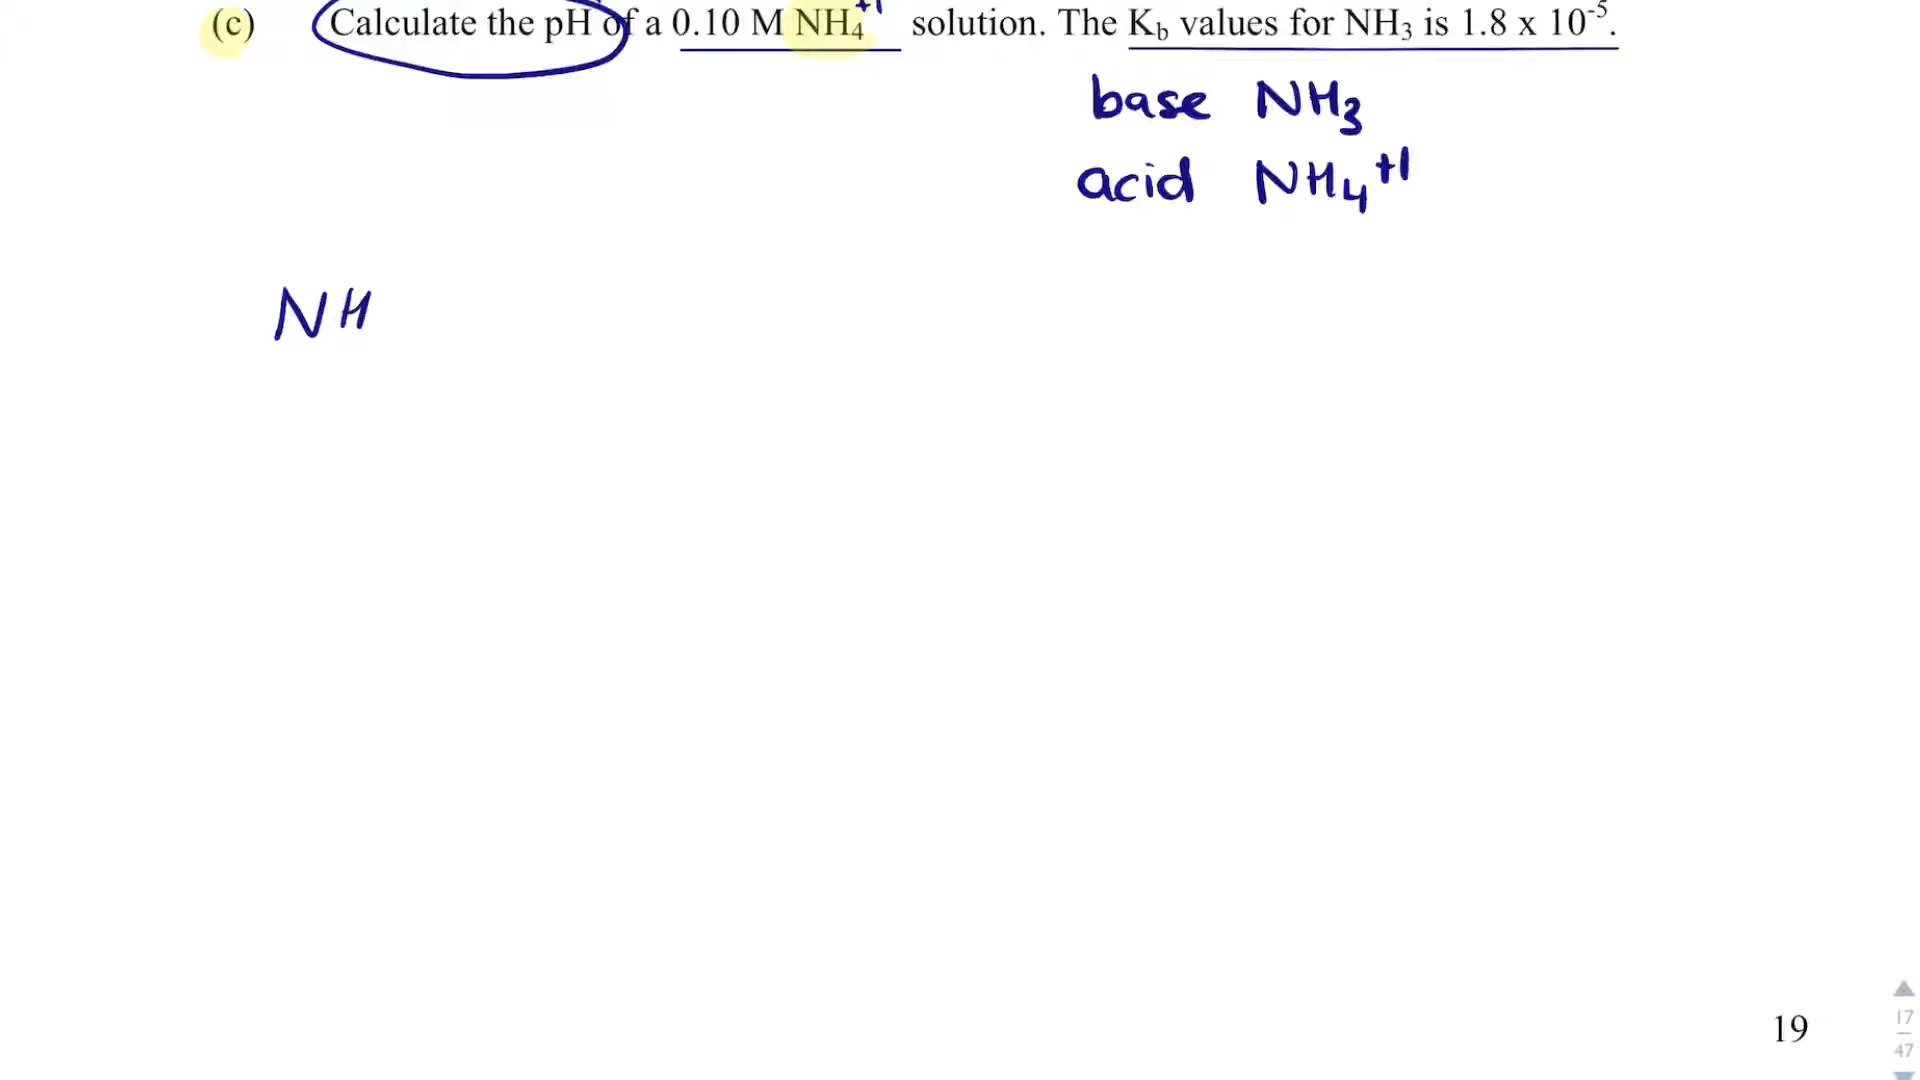 (c) Calculate the pH of a 0.10 M NH₄⁺¹ solution. The K_b values for NH₃ is 1.8 x 10⁻⁵.
base NH₃
acid NH₄⁺¹
NH
19
17
47